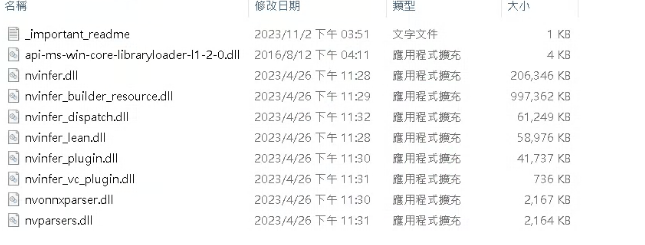 名稱 修改日期 類型 大小
_important_readme 2023/11/2 下午 03:51 文字文件 1 KB
api-ms-win-core-libraryloader-l1-2-0.dll 2016/8/12 下午 04:11 應用程式擴充 4 KB
nvinfer.dll 2023/4/26 下午 11:28 應用程式擴充 206,346 KB
nvinfer_builder_resource.dll 2023/4/26 下午 11:29 應用程式擴充 997,362 KB
nvinfer_dispatch.dll 2023/4/26 下午 11:32 應用程式擴充 61,249 KB
nvinfer_lean.dll 2023/4/26 下午 11:28 應用程式擴充 58,976 KB
nvinfer_plugin.dll 2023/4/26 下午 11:30 應用程式擴充 41,737 KB
nvinfer_vc_plugin.dll 2023/4/26 下午 11:31 應用程式擴充 736 KB
nvonnxparser.dll 2023/4/26 下午 11:30 應用程式擴充 2,167 KB
nvparsers.dll 2023/4/26 下午 11:31 應用程式擴充 2,164 KB